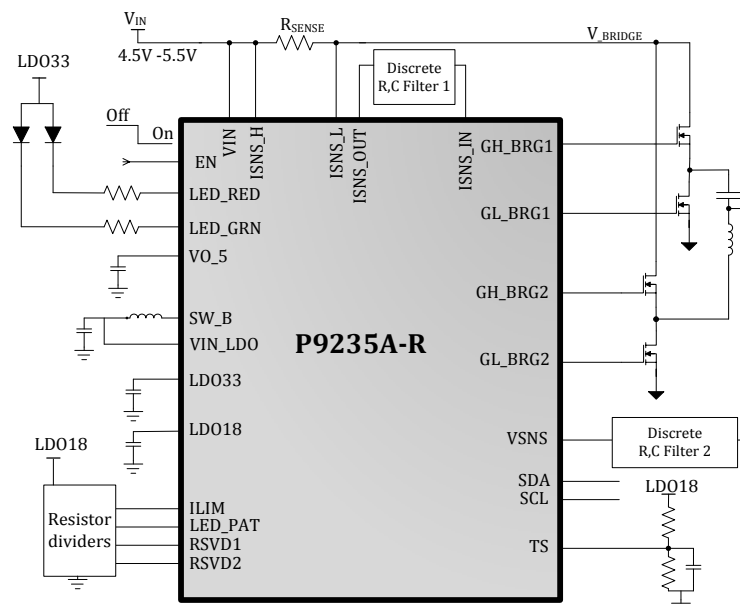 VIN
4.5V -5.5V
RSENSE
V_BRIDGE
LDO33
Discrete
R,C Filter 1
Off
On
EN
VIN
ISNS_H
ISNS_L
ISNS_OUT
ISNS_IN
GH_BRG1
LED_RED
GL_BRG1
LED_GRN
VO_5
GH_BRG2
SW_B
P9235A-R
VIN_LDO
GL_BRG2
LDO33
LDO18
VSNS
Discrete
R,C Filter 2
LDO18
SDA
LDO18
SCL
Resistor
dividers
ILIM
LED_PAT
RSVD1
RSVD2
TS